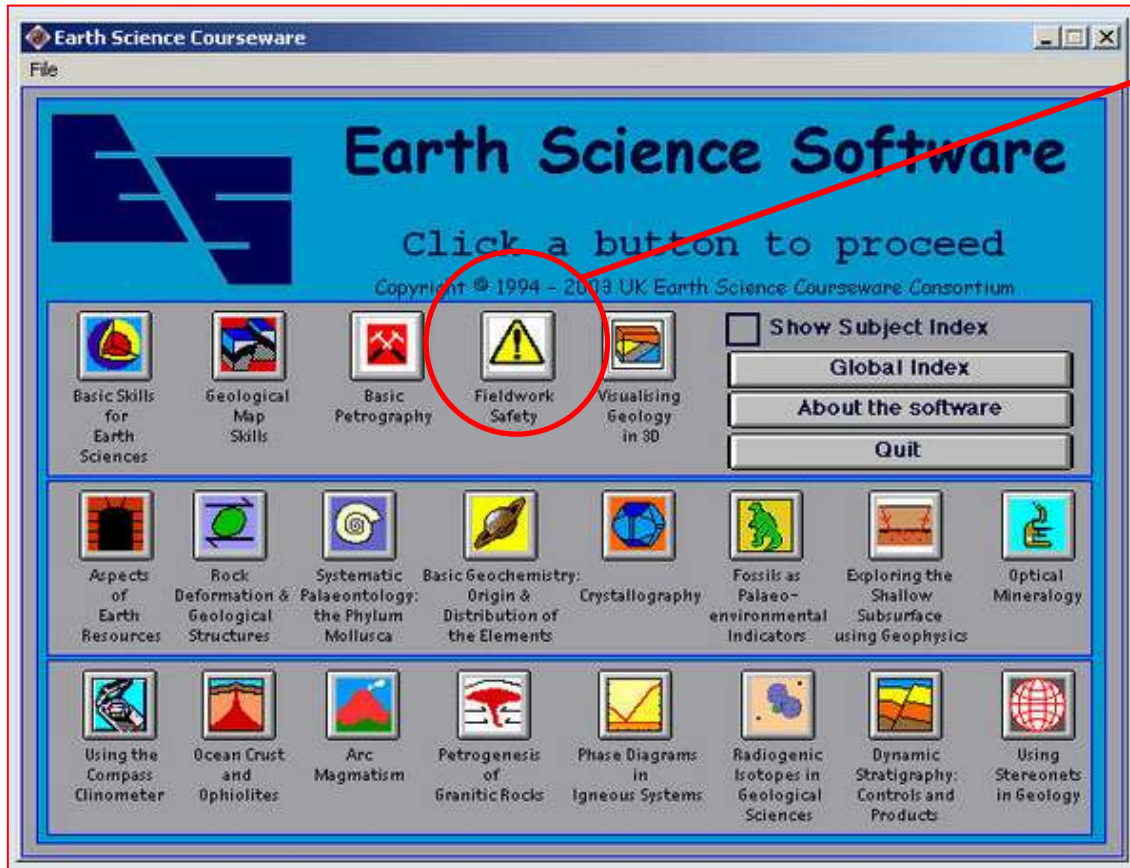 Earth Science Courseware
File
Earth Science Software
Click a button to proceed
Copyright © 1994 - 2003 UK Earth Science Courseware Consortium
Basic Skills
for
Earth
Sciences
Geological
Map
Skills
Basic
Petrography
Fieldwork
Safety
Visualising
Geology
in 3D
Show Subject Index
Global Index
About the software
Quit
Aspects
of
Earth
Resources
Rock
Deformation &
Geological
Structures
Systematic
Palaeontology:
the Phylum
Mollusca
Basic Geochemistry:
Origin &
Distribution of
the Elements
Crystallography
Fossils as
Palaeo-
environmental
Indicators
Exploring the
Shallow
Subsurface
using Geophysics
Optical
Mineralogy
Using the
Compass
Clinometer
Ocean Crust
and
Ophiolites
Arc
Magmatism
Petrogenesis
of
Granitic Rocks
Phase Diagrams
in
Igneous Systems
Radiogenic
Isotopes in
Geological
Sciences
Dynamic
Stratigraphy:
Controls and
Products
Using
Stereonets
in Geology